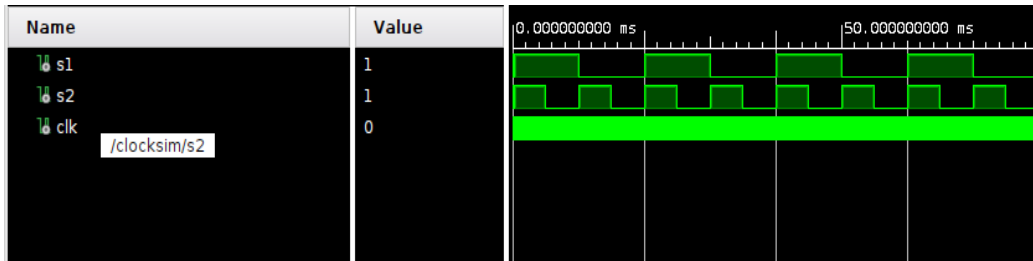 Name Value 0.000000000 ms 50.000000000 ms
s1 1
s2 1
clk 0
/clocksim/s2